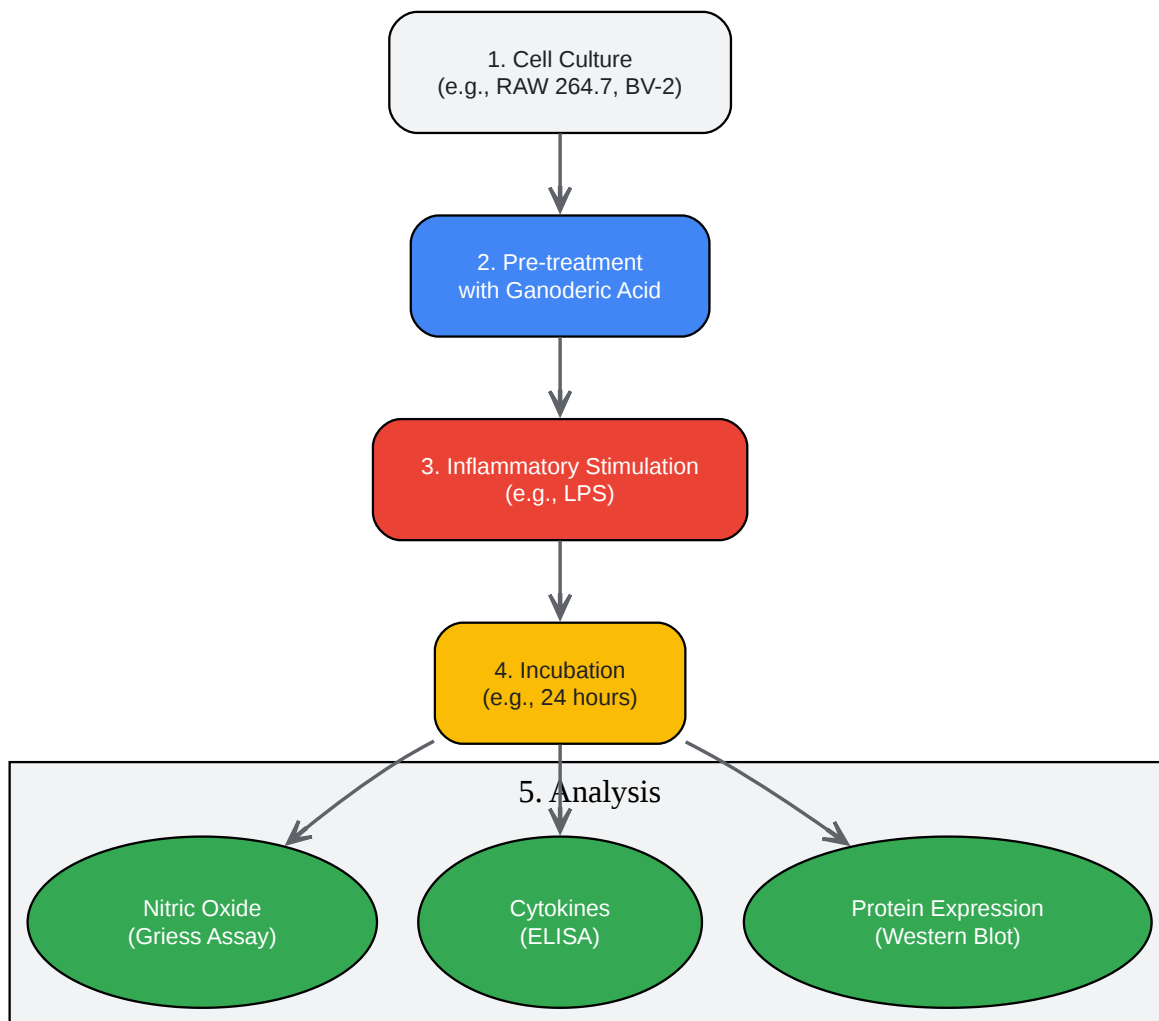 1. Cell Culture
(e.g., RAW 264.7, BV-2)
2. Pre-treatment
with Ganoderic Acid
3. Inflammatory Stimulation
(e.g., LPS)
4. Incubation
(e.g., 24 hours)
5. Analysis
Nitric Oxide
(Griess Assay)
Cytokines
(ELISA)
Protein Expression
(Western Blot)